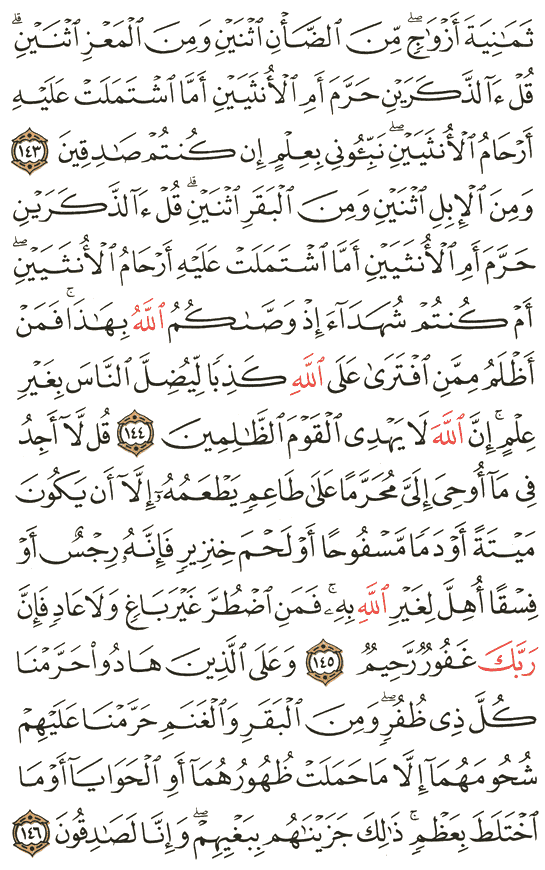 ثَمَٰنِيَةَ أَزۡوَٰجٖۖ مِّنَ ٱلضَّأۡنِ ٱثۡنَيۡنِ وَمِنَ ٱلۡمَعۡزِ ٱثۡنَيۡنِۗ
قُلۡ ءَآلذَّكَرَيۡنِ حَرَّمَ أَمِ ٱلۡأُنثَيَيۡنِ أَمَّا ٱشۡتَمَلَتۡ عَلَيۡهِ
أَرۡحَامُ ٱلۡأُنثَيَيۡنِۖ نَبِّـُٔونِي بِعِلۡمٍ إِن كُنتُمۡ صَٰدِقِينَ ١٤٣
وَمِنَ ٱلۡإِبِلِ ٱثۡنَيۡنِ وَمِنَ ٱلۡبَقَرِ ٱثۡنَيۡنِۗ قُلۡ ءَآلذَّكَرَيۡنِ
حَرَّمَ أَمِ ٱلۡأُنثَيَيۡنِ أَمَّا ٱشۡتَمَلَتۡ عَلَيۡهِ أَرۡحَامُ ٱلۡأُنثَيَيۡنِۖ
أَمۡ كُنتُمۡ شُهَدَآءَ إِذۡ وَصَّىٰكُمُ ٱللَّهُ بِهَٰذَاۚ فَمَنۡ
أَظۡلَمُ مِمَّنِ ٱفۡتَرَىٰ عَلَى ٱللَّهِ كَذِبٗا لِّيُضِلَّ ٱلنَّاسَ بِغَيۡرِ
عِلۡمٍۚ إِنَّ ٱللَّهَ لَا يَهۡدِي ٱلۡقَوۡمَ ٱلظَّٰلِمِينَ ١٤٤ قُل لَّآ أَجِدُ
فِي مَآ أُوحِيَ إِلَيَّ مُحَرَّمًا عَلَىٰ طَاعِمٖ يَطۡعَمُهُۥٓ إِلَّآ أَن يَكُونَ
مَيۡتَةً أَوۡ دَمٗا مَّسۡفُوحًا أَوۡ لَحۡمَ خِنزِيرٖ فَإِنَّهُۥ رِجۡسٌ أَوۡ
فِسۡقًا أُهِلَّ لِغَيۡرِ ٱللَّهِ بِهِۦۚ فَمَنِ ٱضۡطُرَّ غَيۡرَ بَاغٖ وَلَا عَادٖ فَإِنَّ
رَبَّكَ غَفُورٞ رَّحِيمٞ ١٤٥ وَعَلَى ٱلَّذِينَ هَادُواْ حَرَّمۡنَا
كُلَّ ذِي ظُفُرٖۖ وَمِنَ ٱلۡبَقَرِ وَٱلۡغَنَمِ حَرَّمۡنَا عَلَيۡهِمۡ
شُحُومَهُمَآ إِلَّا مَا حَمَلَتۡ ظُهُورُهُمَآ أَوِ ٱلۡحَوَايَآ أَوۡ مَا
ٱخۡتَلَطَ بِعَظۡمٖۚ ذَٰلِكَ جَزَيۡنَٰهُم بِبَغۡيِهِمۡۖ وَإِنَّا لَصَٰدِقُونَ ١٤٦